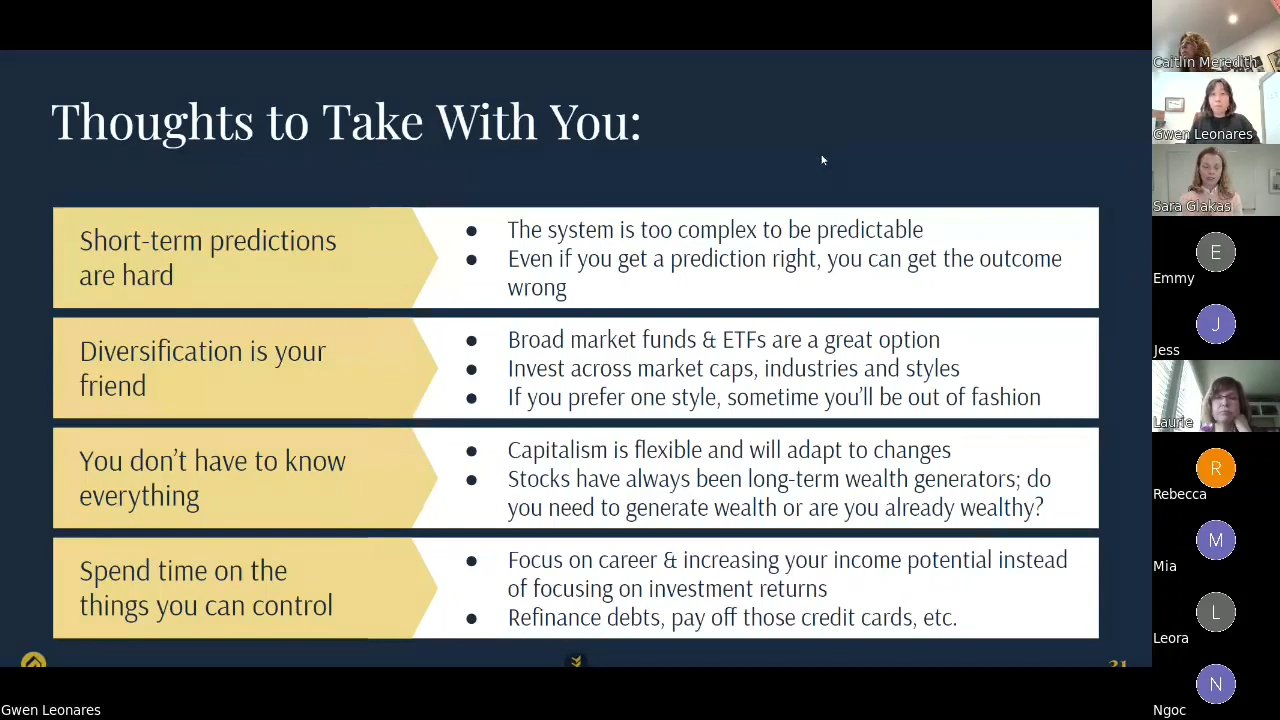 Thoughts to Take With You:
Short-term predictions
are hard
● The system is too complex to be predictable
● Even if you get a prediction right, you can get the outcome
wrong
Diversification is your
friend
● Broad market funds & ETFs are a great option
● Invest across market caps, industries and styles
● If you prefer one style, sometime you'll be out of fashion
You don't have to know
everything
● Capitalism is flexible and will adapt to changes
● Stocks have always been long-term wealth generators; do
you need to generate wealth or are you already wealthy?
Spend time on the
things you can control
● Focus on career & increasing your income potential instead
of focusing on investment returns
● Refinance debts, pay off those credit cards, etc.
Gwen Leonares
Caitlin Meredith
Gwen Leonares
Sara Glakas
E
Emmy
J
Jess
Laurie
R
Rebecca
M
Mia
L
Leora
N
Ngoc